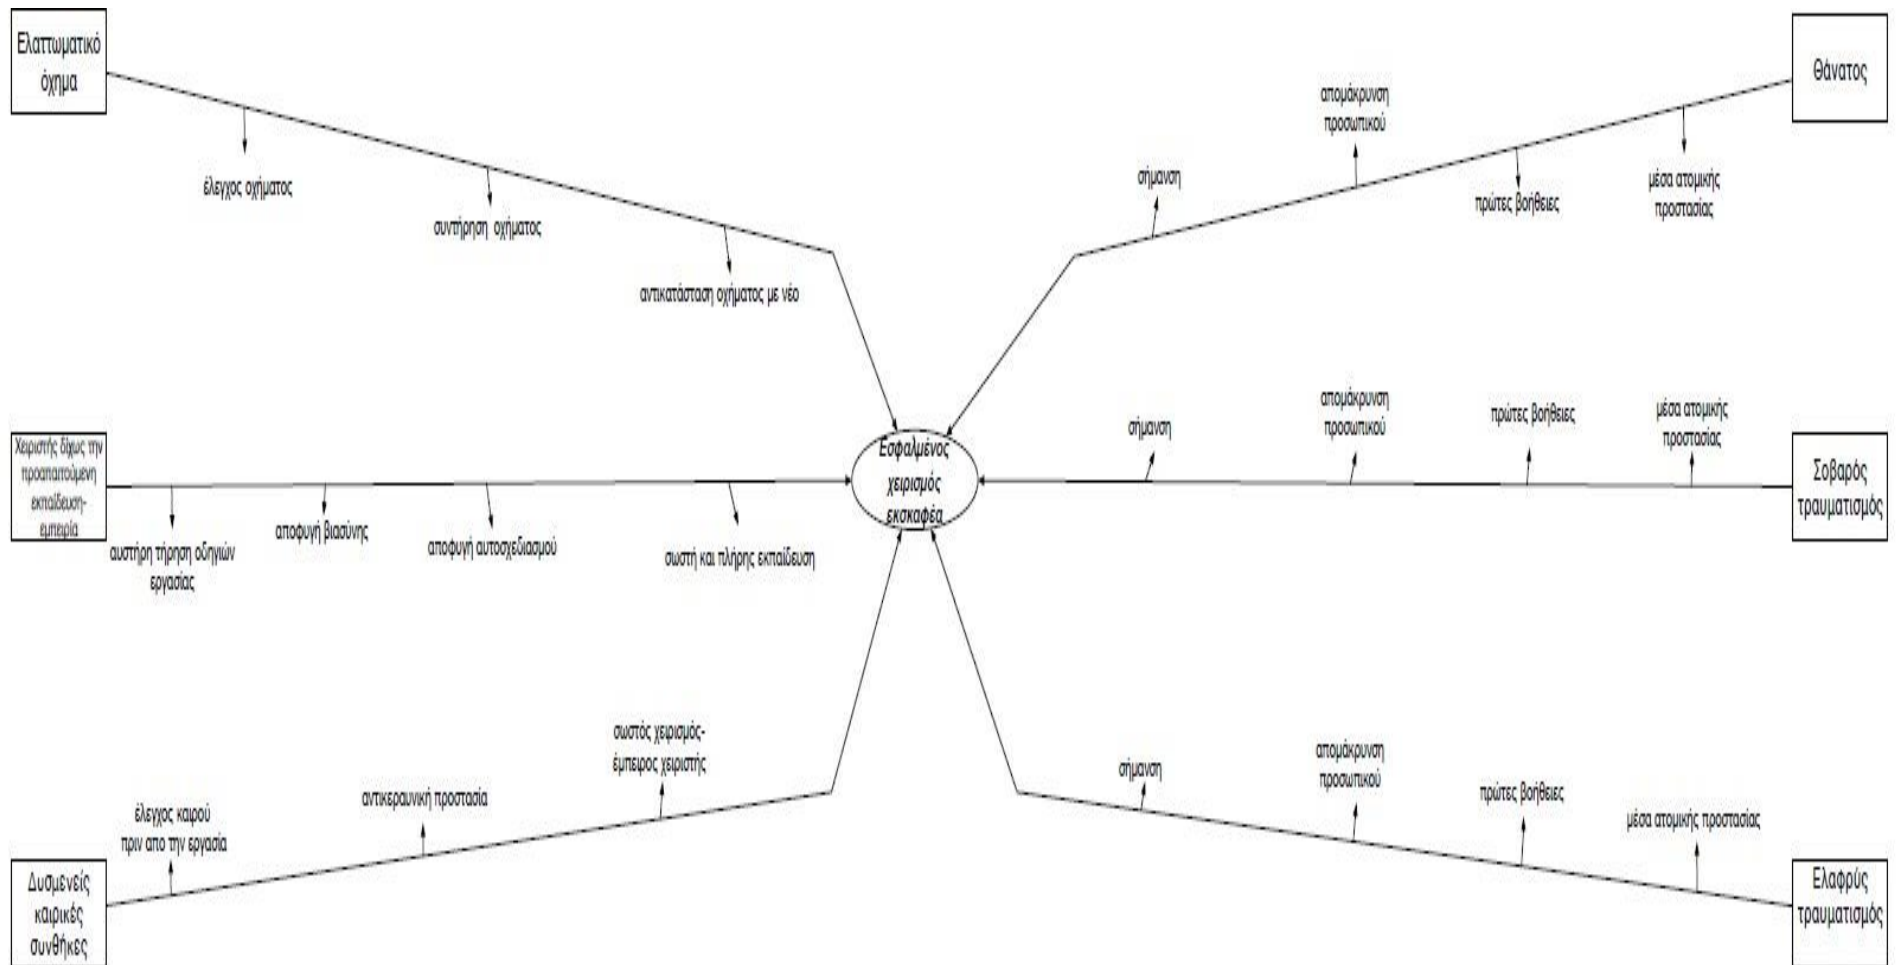 Ελαττωματικό
όχημα
έλεγχος οχήματος
συντήρηση οχήματος
αντικατάσταση οχήματος με νέο
Θάνατος
απομάκρυνση
προσωπικού
σήμανση
πρώτες βοήθειες
μέσα ατομικής
προστασίας
Χειριστής δίχως την
προαπαιτούμενη
εκπαίδευση-
εμπειρία
αυστήρη τήρηση οδηγιών
εργασίας
αποφυγή βιασύνης
αποφυγή αυτοσχεδιασμού
σωστή και πλήρης εκπαίδευση
Εσφαλμένος
χειρισμός
εκσκαφέα
σήμανση
απομάκρυνση
προσωπικού
πρώτες βοήθειες
μέσα ατομικής
προστασίας
Σοβαρός
τραυματισμός
Δυσμενείς
καιρικές
συνθήκες
έλεγχος καιρού
πριν απο την εργασία
αντικεραυνική προστασία
σωστός χειρισμός-
έμπειρος χειριστής
σήμανση
απομάκρυνση
προσωπικού
πρώτες βοήθειες
μέσα ατομικής προστασίας
Ελαφρύς
τραυματισμός